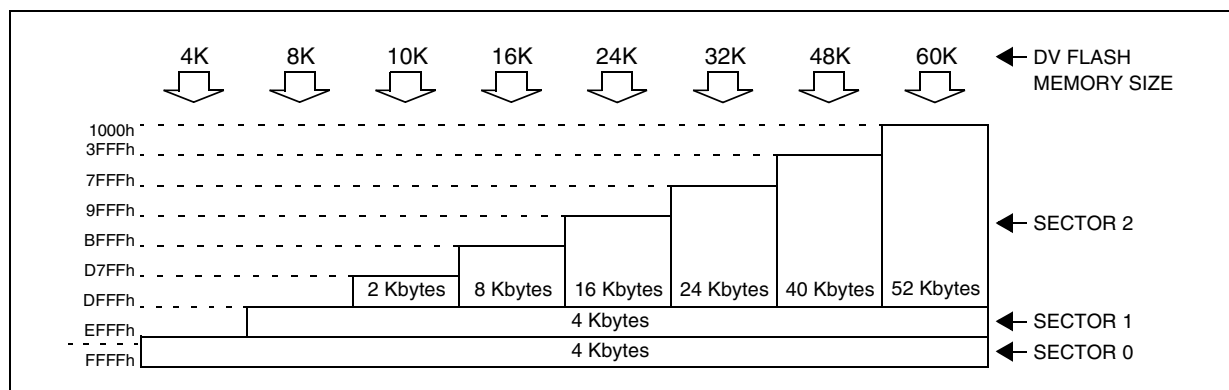 4K 8K 10K 16K 24K 32K 48K 60K
DV FLASH
MEMORY SIZE
1000h
3FFFh
7FFFh
9FFFh
BFFFh
D7FFh
DFFFh
EFFFh
FFFFh
2 Kbytes 8 Kbytes 16 Kbytes 24 Kbytes 40 Kbytes 52 Kbytes
4 Kbytes
4 Kbytes
SECTOR 2
SECTOR 1
SECTOR 0